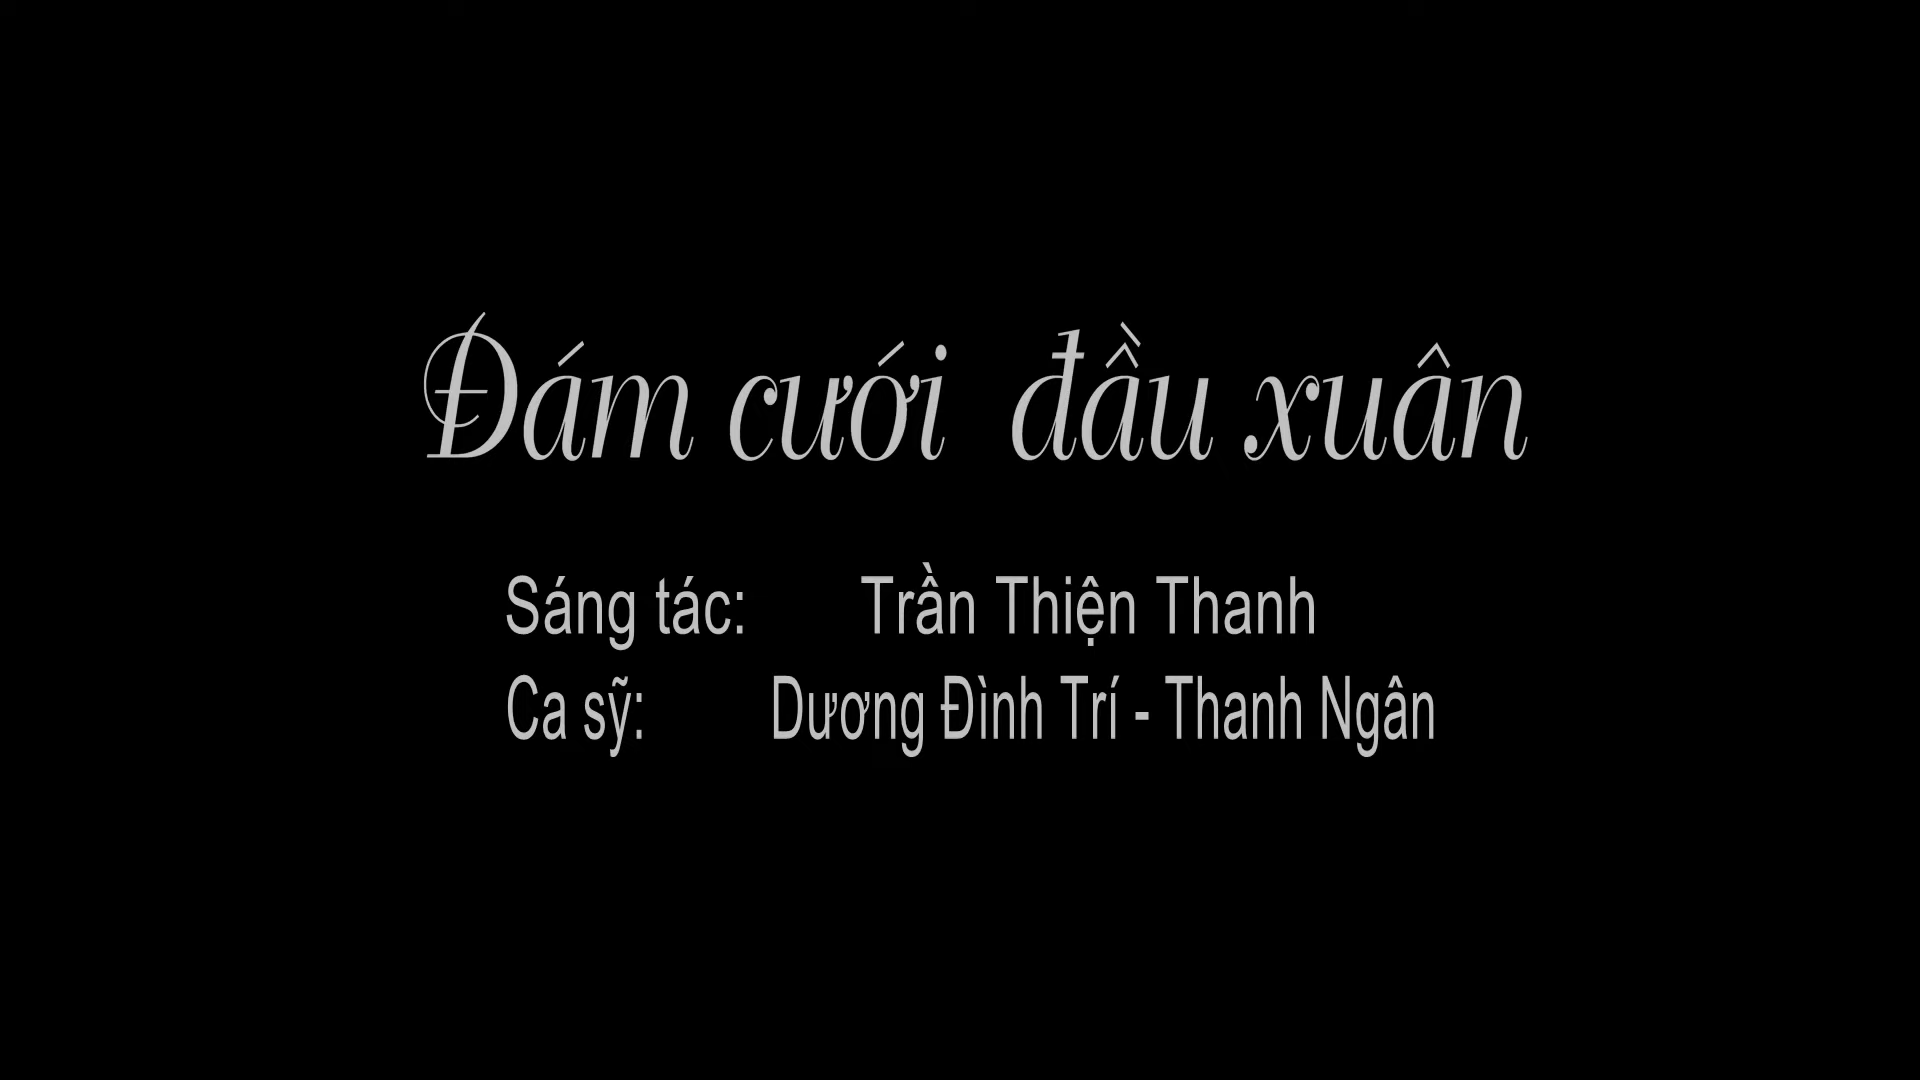 Đám cưới đầu xuân
Sáng tác: Trần Thiện Thanh
Ca sỹ: Dương Đình Trí - Thanh Ngân